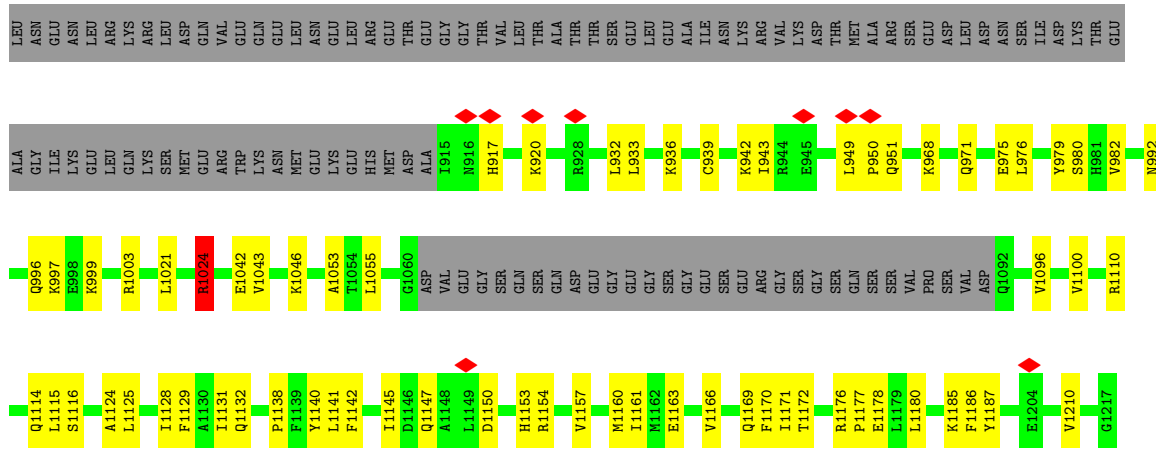 LEU ASN GLU ASN LEU ARG LYS ARG LEU ASP GLN VAL GLU GLN GLU LEU ASN GLU LEU ARG GLU THR GLU GLY GLY THR VAL LEU THR ALA THR THR SER GLU LEU GLU ALA ILE ASN LYS ARG VAL LYS ASP THR MET ALA ARG SER GLU ASP LEU ASP ASN SER ILE ASP LYS THR GLU
ALA GLY ILE LYS GLU LEU GLN LYS SER MET GLU ARG TRP LYS ASN MET GLU LYS GLU HIS MET ASP ALA I915 N916 H917 K920 R928 L932 L933 K936 C939 K942 I943 R944 E945 L949 P950 Q951 K968 Q971 E975 L976 Y979 S980 H981 V982 N992
Q996 K997 E998 K999 R1003 L1021 R1024 E1042 V1043 K1046 A1053 T1054 L1055 G1060 ASP VAL GLU GLY SER GLN SER GLN ASP GLU GLY GLU GLY SER GLY GLU GLU ARG GLY SER GLY SER GLN SER SER VAL PRO SER VAL ASP Q1092 V1096 V1100 R1110
Q1114 L1115 S1116 A1124 L1125 I1128 F1129 A1130 I1131 Q1132 P1138 F1139 Y1140 L1141 F1142 I1145 D1146 Q1147 A1148 L1149 D1150 H1153 R1154 V1157 M1160 I1161 M1162 E1163 V1166 Q1169 F1170 I1171 T1172 R1176 P1177 E1178 L1179 L1180 K1185 F1186 Y1187 E1204 V1210 G1217